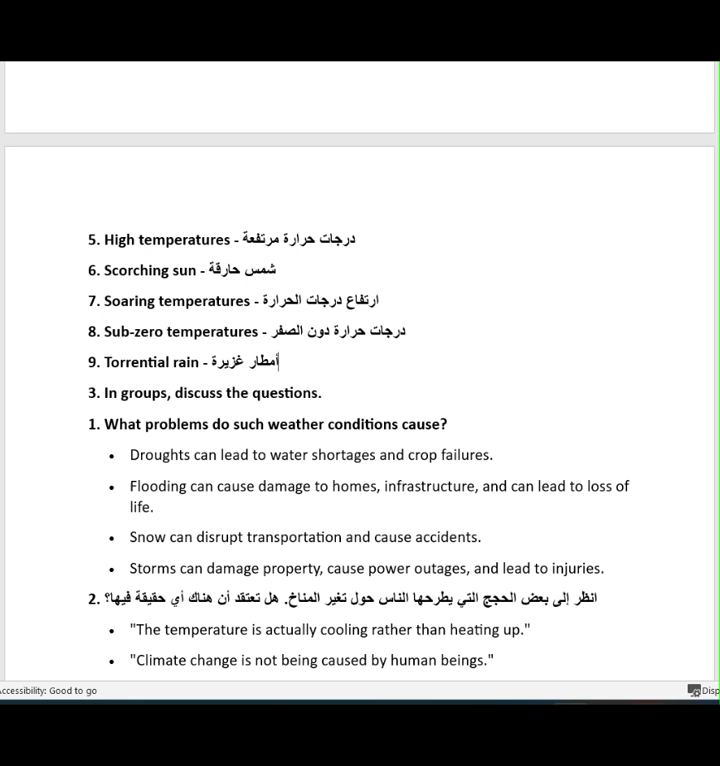 5. High temperatures - درجات حرارة مرتفعة
6. Scorching sun - شمس حارقة
7. Soaring temperatures - ارتفاع درجات الحرارة
8. Sub-zero temperatures - درجات حرارة دون الصفر
9. Torrential rain - أمطار غزيرة
3. In groups, discuss the questions.
1. What problems do such weather conditions cause?
• Droughts can lead to water shortages and crop failures.
• Flooding can cause damage to homes, infrastructure, and can lead to loss of
life.
• Snow can disrupt transportation and cause accidents.
• Storms can damage property, cause power outages, and lead to injuries.
2. انظر إلى بعض الحجج التي يطرحها الناس حول تغير المناخ. هل تعتقد أن هناك أي حقيقة فيها؟
• "The temperature is actually cooling rather than heating up."
• "Climate change is not being caused by human beings."
ccessibility: Good to go
Disp